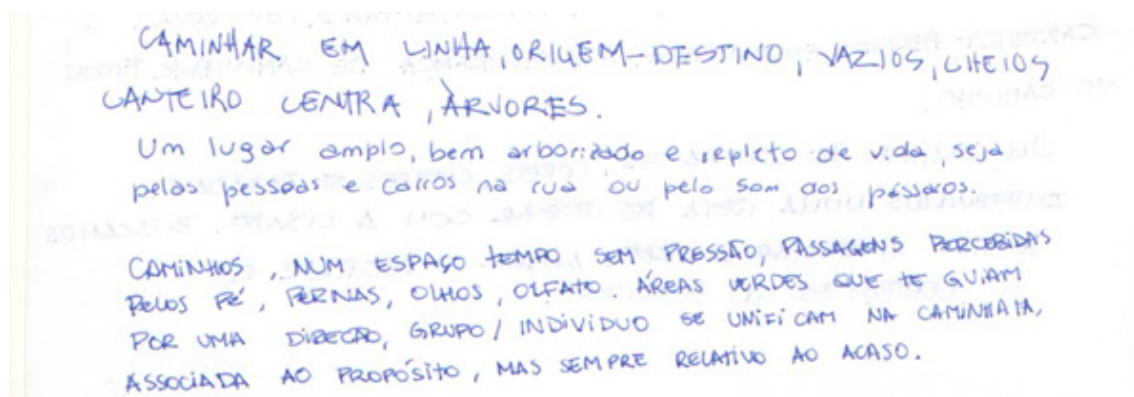 CAMINHAR EM LINHA, ORIGEM-DESTINO, VAZIOS, CHEIOS
CANTEIRO CENTRA, ÁRVORES.
Um lugar amplo, bem arborizado e repleto de vida, seja
pelas pessoas e carros na rua ou pelo som dos pássaros.
CAMINHOS, NUM ESPAÇO tEMPO SEM PRESSÃO, PASSAGENS PERCEBIDAS
PELOS PÉ, PERNAS, OLHOS, OLFATO. ÁREAS VERDES QUE TE GUIAM
POR UMA DIREÇÃO, GRUPO / INDIVIDUO SE UNIFICAM NA
ASSOCIADA AO PROPÓSITO, MAS SEMPRE RELATIVO AO ACASO.